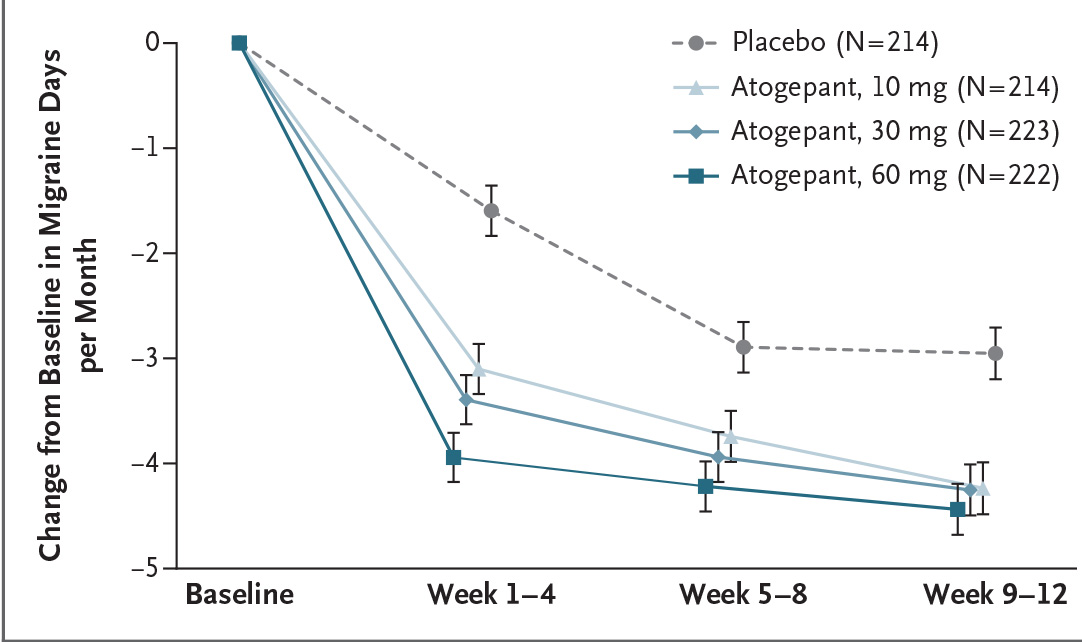 Change from Baseline in Migraine Days
per Month
0
–1
–2
–3
–4
–5
Placebo (N=214)
Atogepant, 10 mg (N=214)
Atogepant, 30 mg (N=223)
Atogepant, 60 mg (N=222)
Baseline
Week 1–4
Week 5–8
Week 9–12